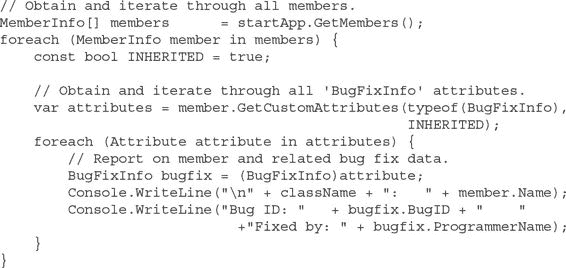 // Obtain and iterate through all members.
MemberInfo[] members     = startApp.GetMembers();
foreach (MemberInfo member in members) {
    const bool INHERITED = true;

    // Obtain and iterate through all 'BugFixInfo' attributes.
    var attributes = member.GetCustomAttributes(typeof(BugFixInfo),
                                                INHERITED);
    foreach (Attribute attribute in attributes) {
        // Report on member and related bug fix data.
        BugFixInfo bugfix = (BugFixInfo)attribute;
        Console.WriteLine("\n" + className + ":   " + member.Name);
        Console.WriteLine("Bug ID: "   + bugfix.BugID + "    "
                            +"Fixed by: " + bugfix.ProgrammerName);
    }
}